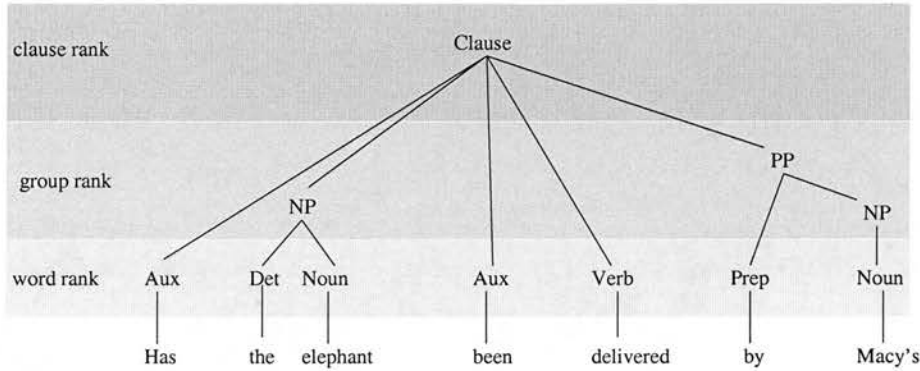 clause rank Clause
PP
group rank
NP NP
word rank Aux Det Noun Aux Verb Prep Noun
Has the elephant been delivered by Macy's